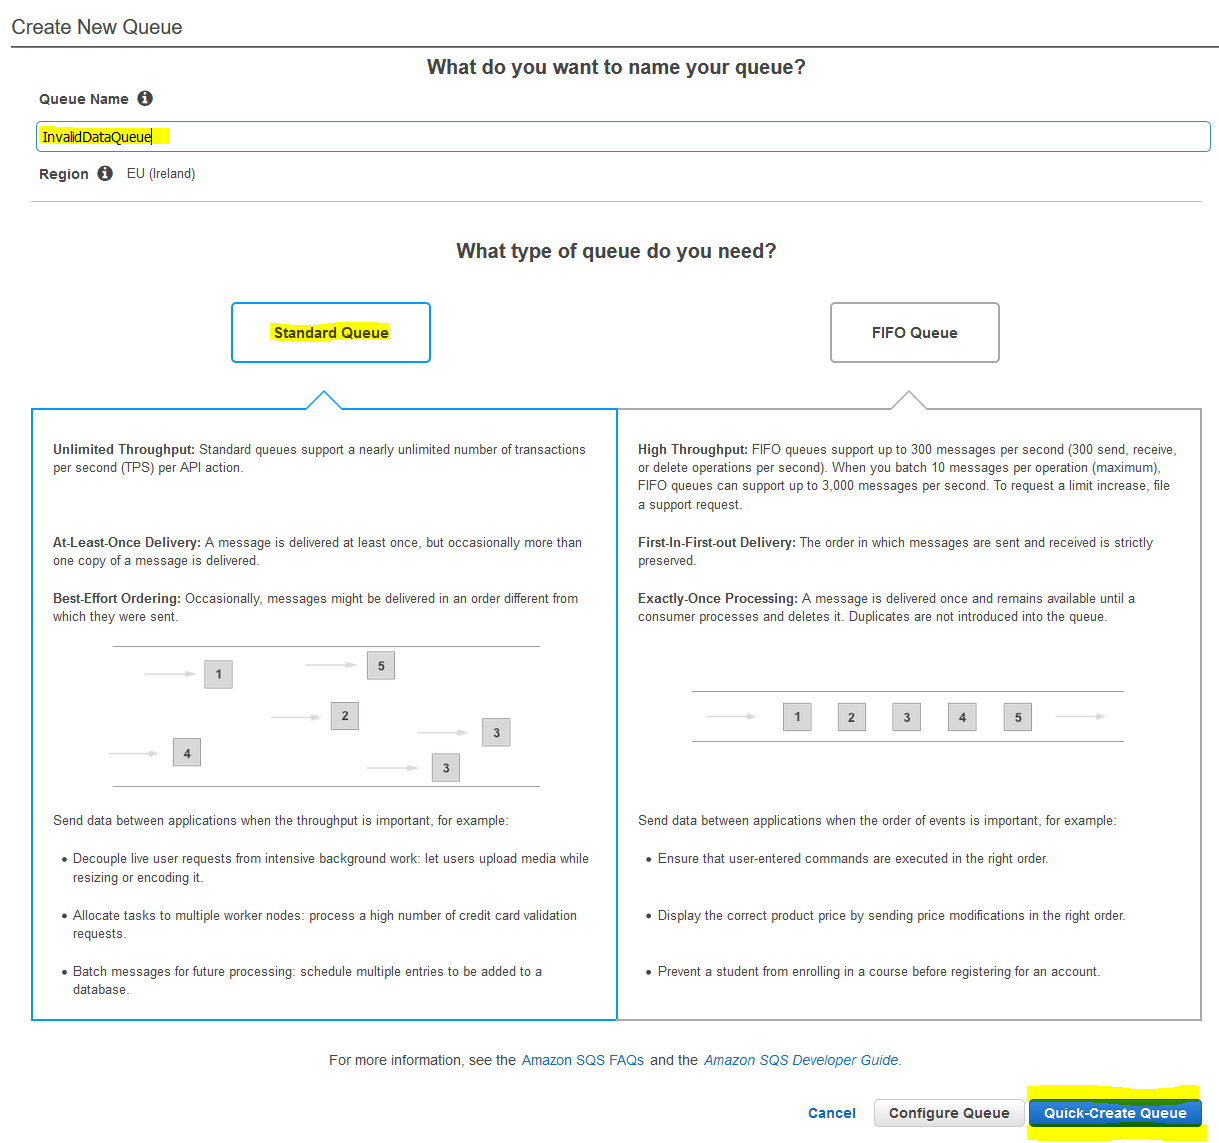 Create New Queue
What do you want to name your queue?
Queue Name
InvalidDataQueue
Region EU (Ireland)
What type of queue do you need?
Standard Queue
FIFO Queue
Unlimited Throughput: Standard queues support a nearly unlimited number of transactions
per second (TPS) per API action.
At-Least-Once Delivery: A message is delivered at least once, but occasionally more than
one copy of a message is delivered.
Best-Effort Ordering: Occasionally, messages might be delivered in an order different from
which they were sent.
1
5
2
3
4
3
Send data between applications when the throughput is important, for example:
• Decouple live user requests from intensive background work: let users upload media while
resizing or encoding it.
• Allocate tasks to multiple worker nodes: process a high number of credit card validation
requests.
• Batch messages for future processing: schedule multiple entries to be added to a
database.
High Throughput: FIFO queues support up to 300 messages per second (300 send, receive,
or delete operations per second). When you batch 10 messages per operation (maximum),
FIFO queues can support up to 3,000 messages per second. To request a limit increase, file
a support request.
First-In-First-out Delivery: The order in which messages are sent and received is strictly
preserved.
Exactly-Once Processing: A message is delivered once and remains available until a
consumer processes and deletes it. Duplicates are not introduced into the queue.
1 2 3 4 5
Send data between applications when the order of events is important, for example:
• Ensure that user-entered commands are executed in the right order.
• Display the correct product price by sending price modifications in the right order.
• Prevent a student from enrolling in a course before registering for an account.
For more information, see the Amazon SQS FAQs and the Amazon SQS Developer Guide.
Cancel
Configure Queue
Quick-Create Queue